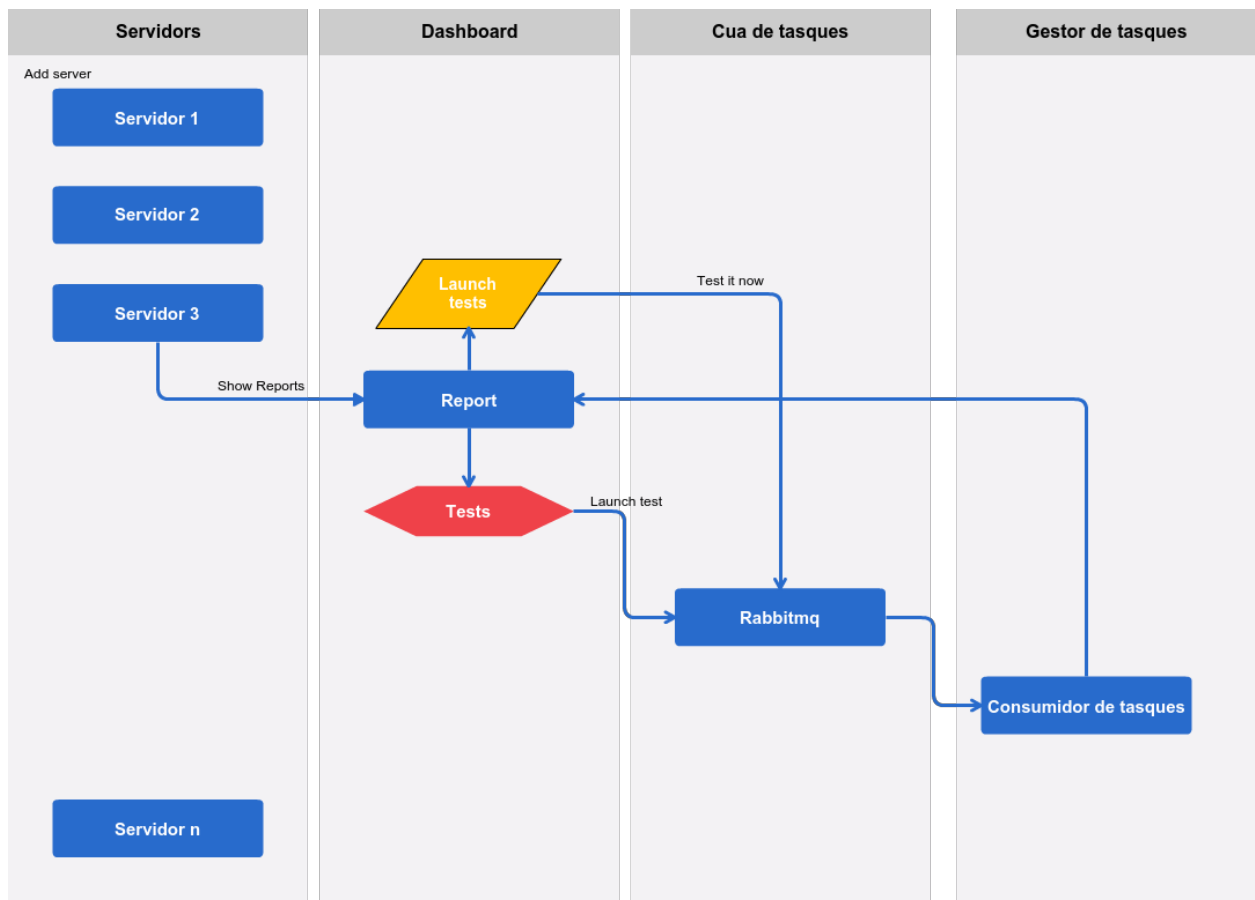 Servidors
Dashboard
Cua de tasques
Gestor de tasques
Add server
Servidor 1
Servidor 2
Servidor 3
Show Reports
Launch
tests
Test it now
Report
Tests
Launch test
Rabbitmq
Consumidor de tasques
Servidor n